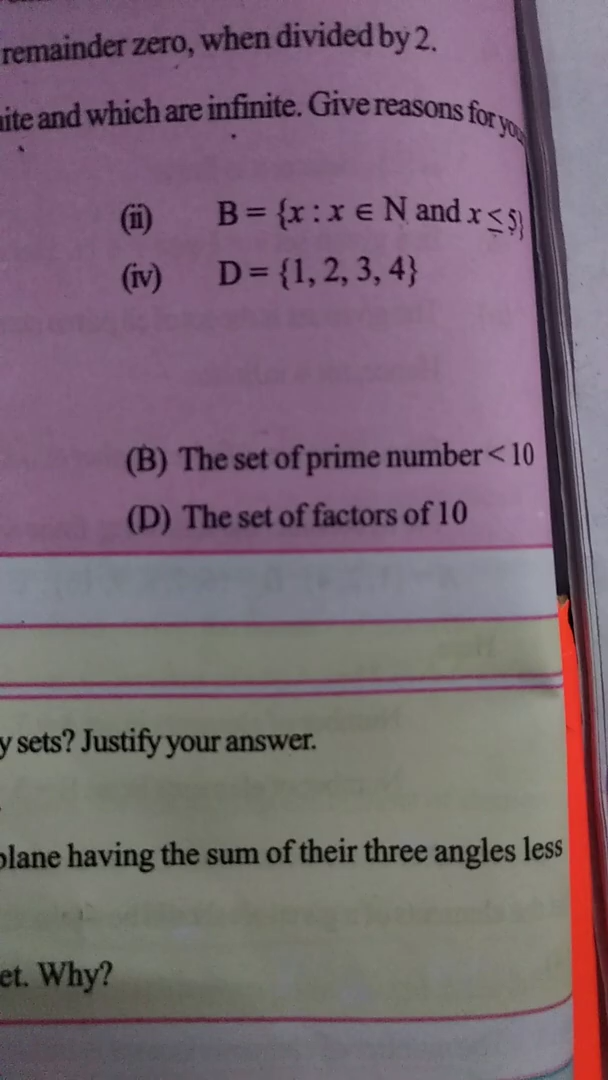 remainder zero, when divided by 2.
and which are infinite. Give reasons for
(ii) B = {x : x ∈ N and x ≤ 5}
(iv) D = {1, 2, 3, 4}
(B) The set of prime number < 10
(D) The set of factors of 10
y sets? Justify your answer.
plane having the sum of their three angles less
et. Why?